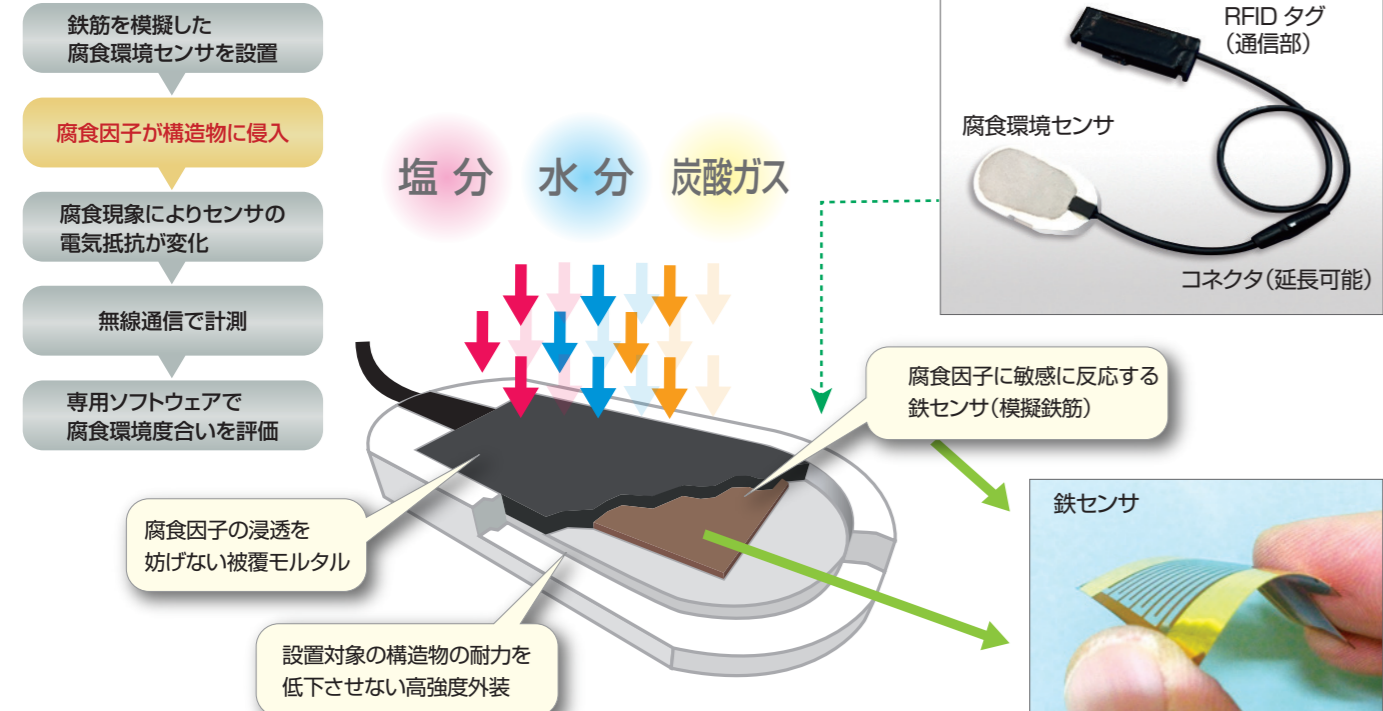 鉄筋を模擬した
腐食環境センサを設置
腐食因子が構造物に侵入
腐食現象によりセンサの
電気抵抗が変化
無線通信で計測
専用ソフトウェアで
腐食環境度合いを評価
塩分
水分
炭酸ガス
RFID タグ
（通信部）
腐食環境センサ
コネクタ（延長可能）
腐食因子に敏感に反応する
鉄センサ（模擬鉄筋）
腐食因子の浸透を
妨げない被覆モルタル
設置対象の構造物の耐力を
低下させない高強度外装
鉄センサ